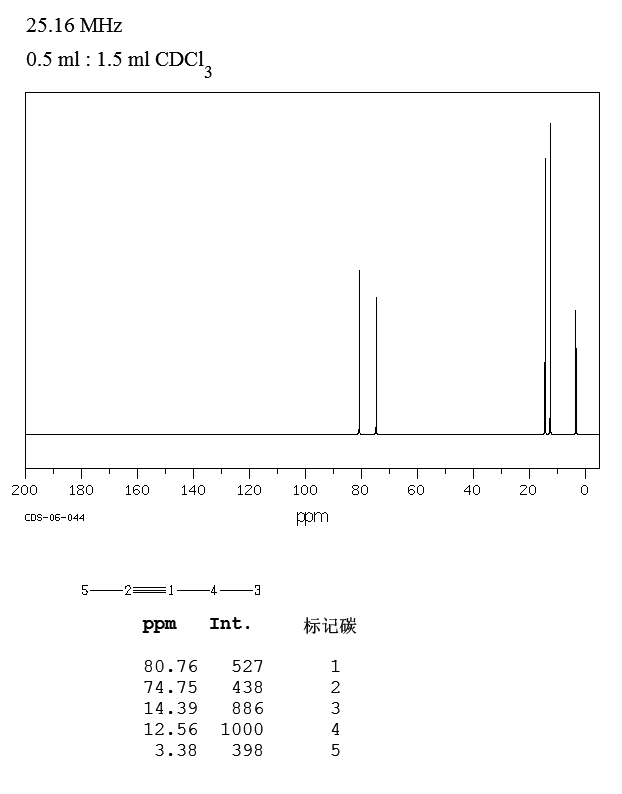 25.16 MHz
0.5 ml : 1.5 ml CDCl3
200 180 160 140 120 100 80 60 40 20 0
CDS-06-044
ppm
5 2 1 4 3
ppm Int. 标记碳
80.76 527 1
74.75 438 2
14.39 886 3
12.56 1000 4
3.38 398 5